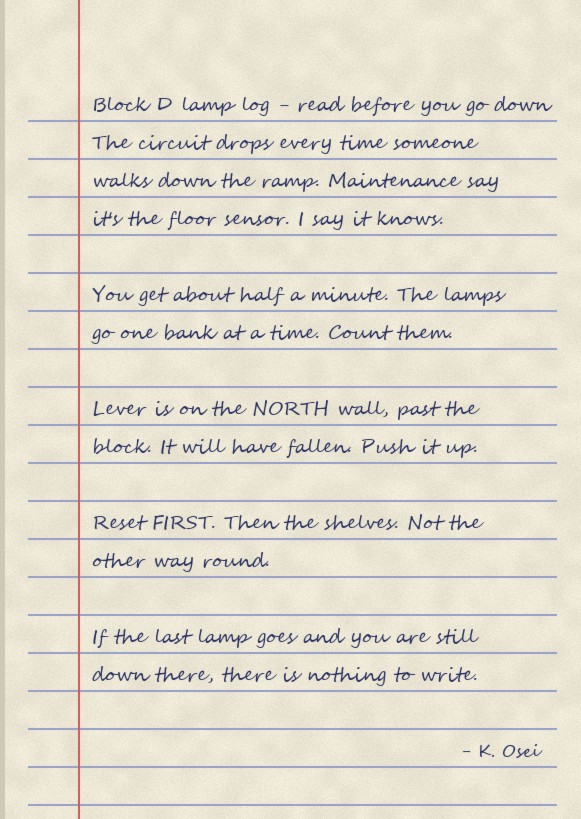 Block D lamp log - read before you go down
The circuit drops every time someone
walks down the ramp. Maintenance say
it's the floor sensor. I say it knows.
You get about half a minute. The lamps
go one bank at a time. Count them.
Lever is on the NORTH wall, past the
block. It will have fallen. Push it up.
Reset FIRST. Then the shelves. Not the
other way round.
If the last lamp goes and you are still
down there, there is nothing to write.
- K. Osei